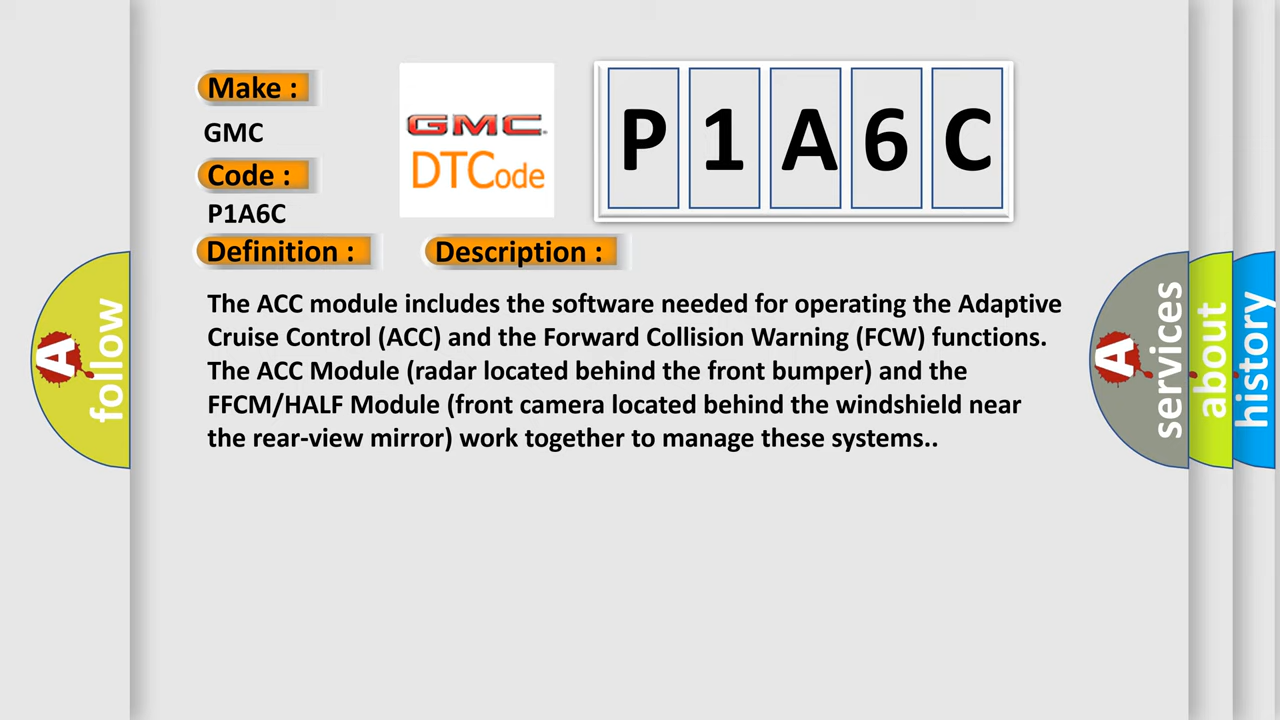 Make :
GMC
Code :
P1A6C
Definition :
Description :
GMC
DTCode
P1A6C
The ACC module includes the software needed for operating the Adaptive
Cruise Control (ACC) and the Forward Collision Warning (FCW) functions.
The ACC Module (radar located behind the front bumper) and the
FFCM/HALF Module (front camera located behind the windshield near
the rear-view mirror) work together to manage these systems..
A follow
A services
about
history